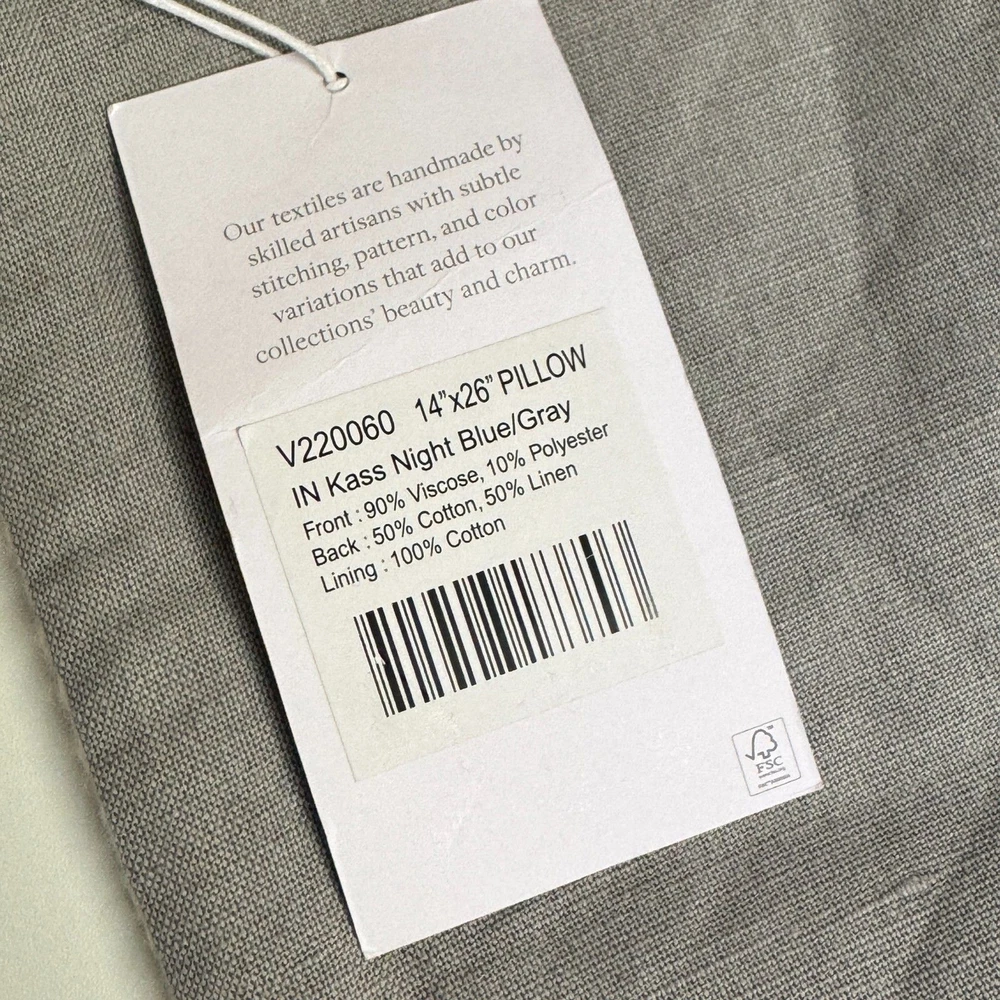 Our textiles are handmade by
skilled artisans with subtle
stitching, pattern, and color
variations that add to our
collections' beauty and charm.
V220060 14"x26" PILLOW
IN Kass Night Blue/Gray
Front : 90% Viscose, 10% Polyester
Back : 50% Cotton, 50% Linen
Lining : 100% Cotton
FSC